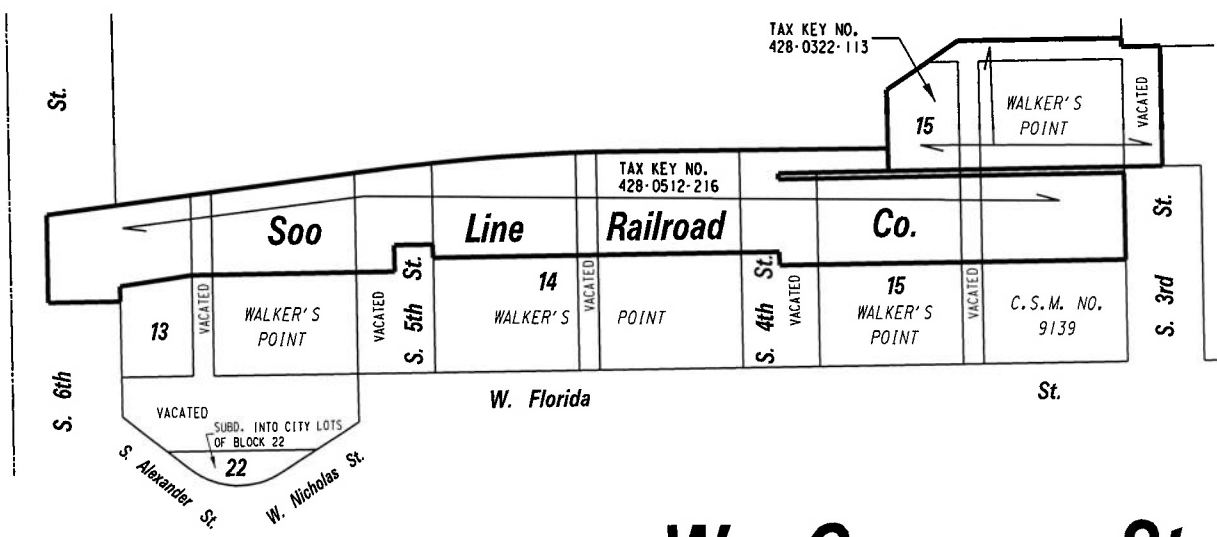 TAX KEY NO.
428-0322-113
St.
WALKER'S
POINT
VACATED
15
TAX KEY NO.
428-0512-216
Soo Line Railroad Co.
St.
S. 3rd
13
VACATED
WALKER'S
POINT
VACATED
S. 5th St.
14
WALKER'S POINT
VACATED
S. 4th St.
VACATED
15
WALKER'S
POINT
VACATED
C.S.M. NO.
9139
S. 6th
W. Florida St.
VACATED
SUBD. INTO CITY LOTS
OF BLOCK 22
22
S. Alexander St.
W. Nicholas St.